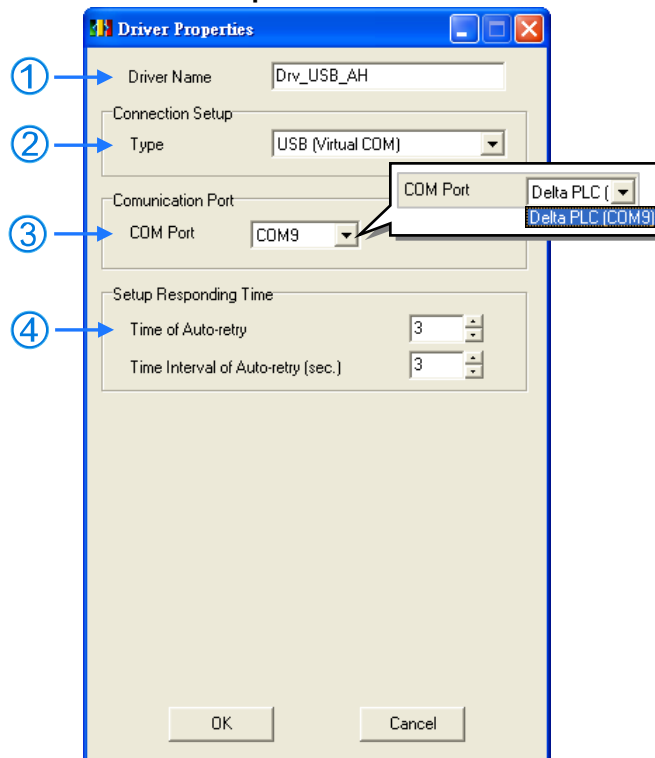 Driver Properties
1 Driver Name Drv_USB_AH
Connection Setup
2 Type USB (Virtual COM)
COM Port Delta PLC (
Delta PLC (COM9)
Comunication Port
3 COM Port COM9
Setup Responding Time
4 Time of Auto-retry 3
Time Interval of Auto-retry (sec.) 3
OK Cancel